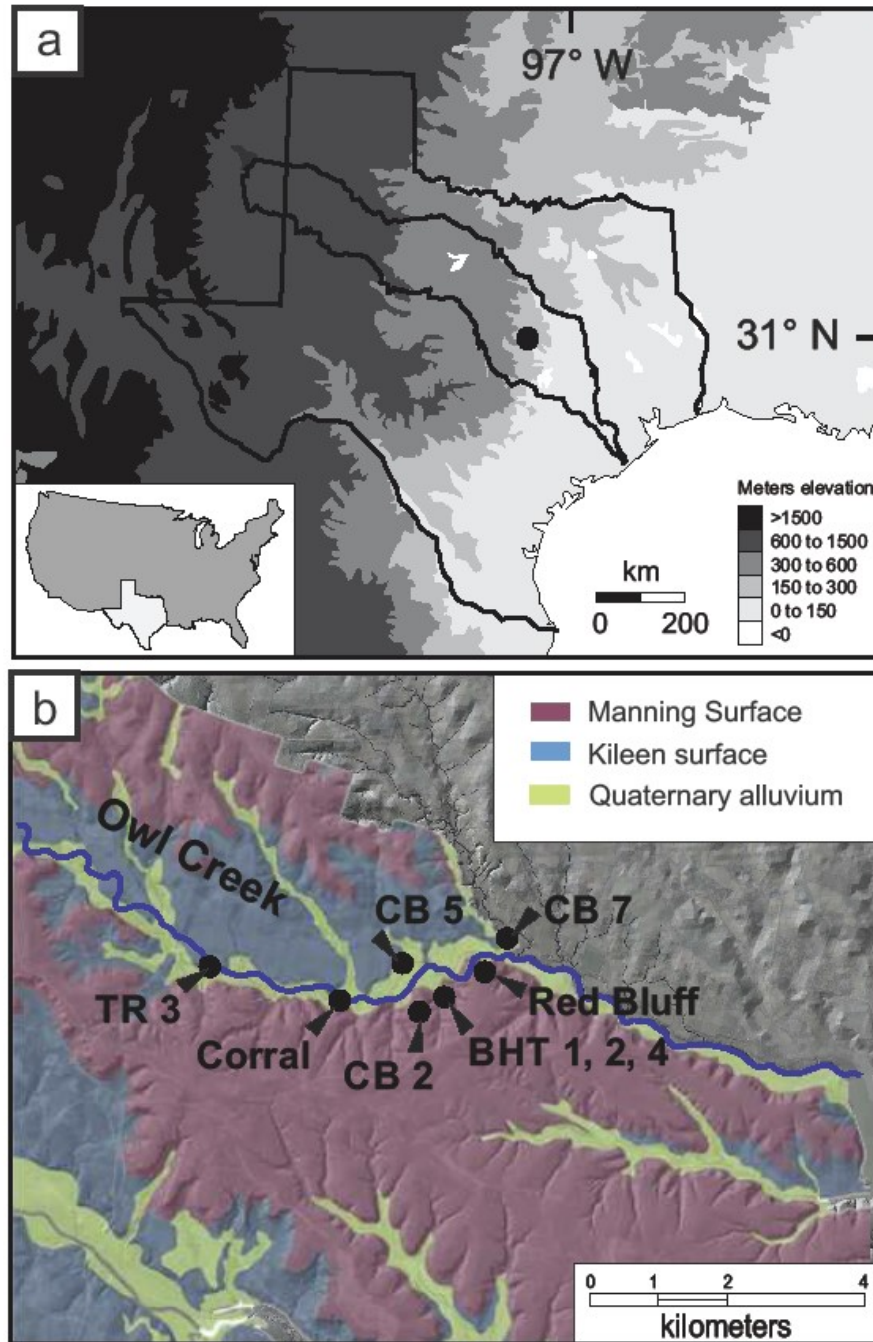 a
97° W
31° N
Meters elevation
>1500
600 to 1500
300 to 600
150 to 300
0 to 150
<0
km
0 200
b
Manning Surface
Kileen surface
Quaternary alluvium
Owl Creek
CB 5
CB 7
TR 3
Red Bluff
Corral
BHT 1, 2, 4
CB 2
0 1 2 4
kilometers